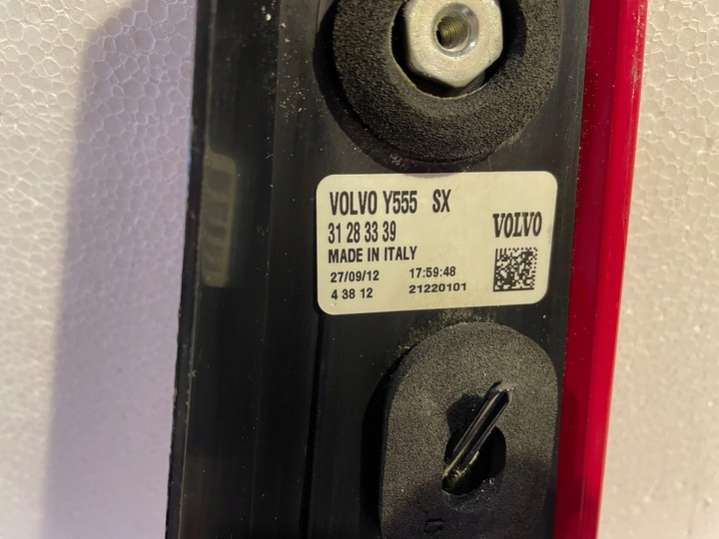 VOLVO Y555 SX
31 28 33 39
VOLVO
MADE IN ITALY
27/09/12 17:59:48
4 38 12 21220101